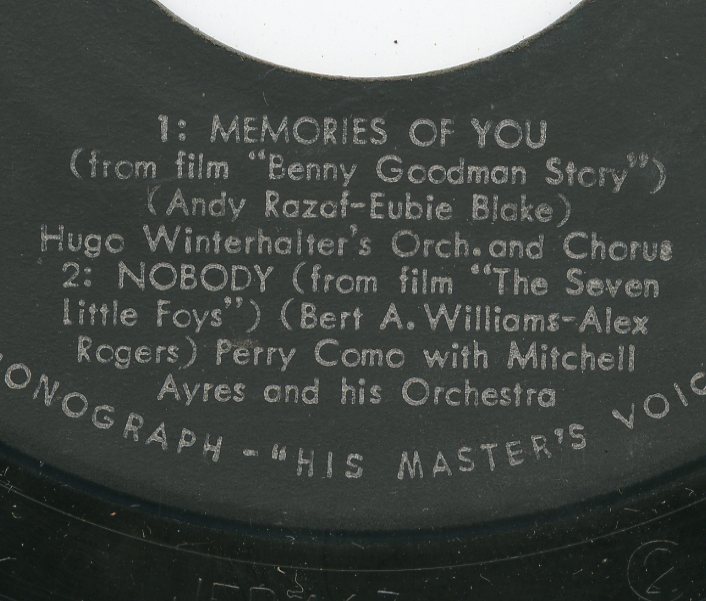 1: MEMORIES OF YOU
(from film "Benny Goodman Story")
(Andy Razaf-Eubie Blake)
Hugo Winterhalter's Orch. and Chorus
2: NOBODY (from film "The Seven
Little Foys") (Bert A. Williams-Alex
Rogers) Perry Como with Mitchell
Ayres and his Orchestra
ONOGRAPH - "HIS MASTER'S VOIC